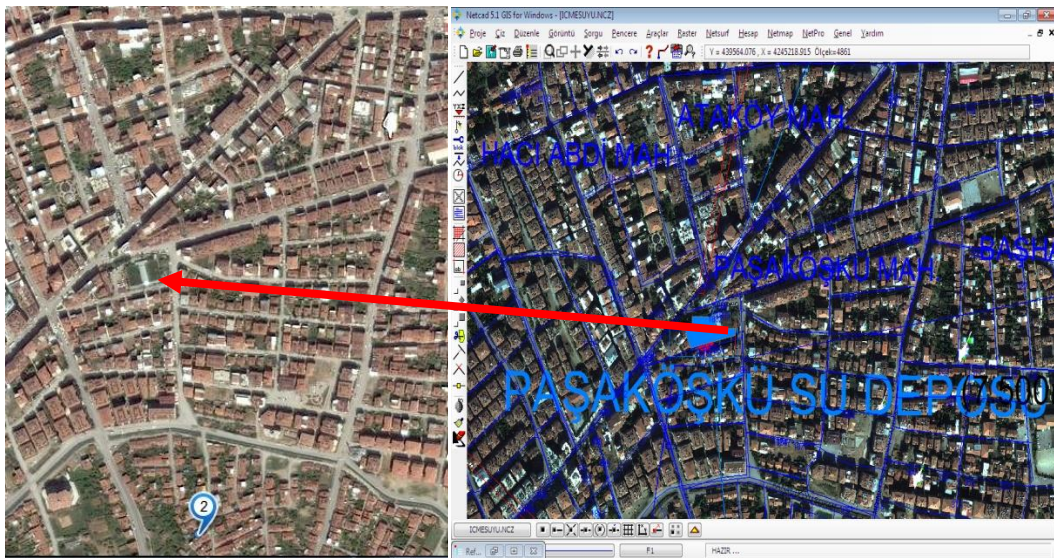 Netcad 5.1 GIS for Windows - [ICMESUYU.NCZ]
Proje Çiz Düzenle Görüntü Sorgu Pencere Araçlar Raster Netsurf Hesap Netmap NetPro Genel Yardım
Y = 439564.076 , X = 4245218.915 Ölçek=4861
ATAKÖY MAH
HACI ABDİ MAH
PAŞAKÖŞKÜ MAH
BAŞHA
PAŞAKÖŞKÜ SU DEPOSU
2
ICMESUYU.NCZ
Ref...
F1
HAZIR ...